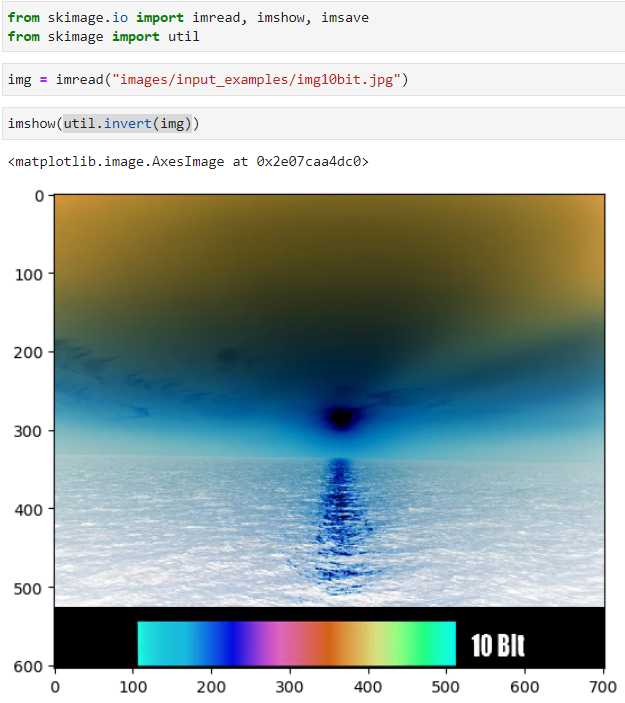 from skimage.io import imread, imshow, imsave
from skimage import util
img = imread("images/input_examples/img10bit.jpg")
imshow(util.invert(img))
<matplotlib.image.AxesImage at 0x2e07caa4dc0>
0
100
200
300
400
500
600
10 Bit
0 100 200 300 400 500 600 700